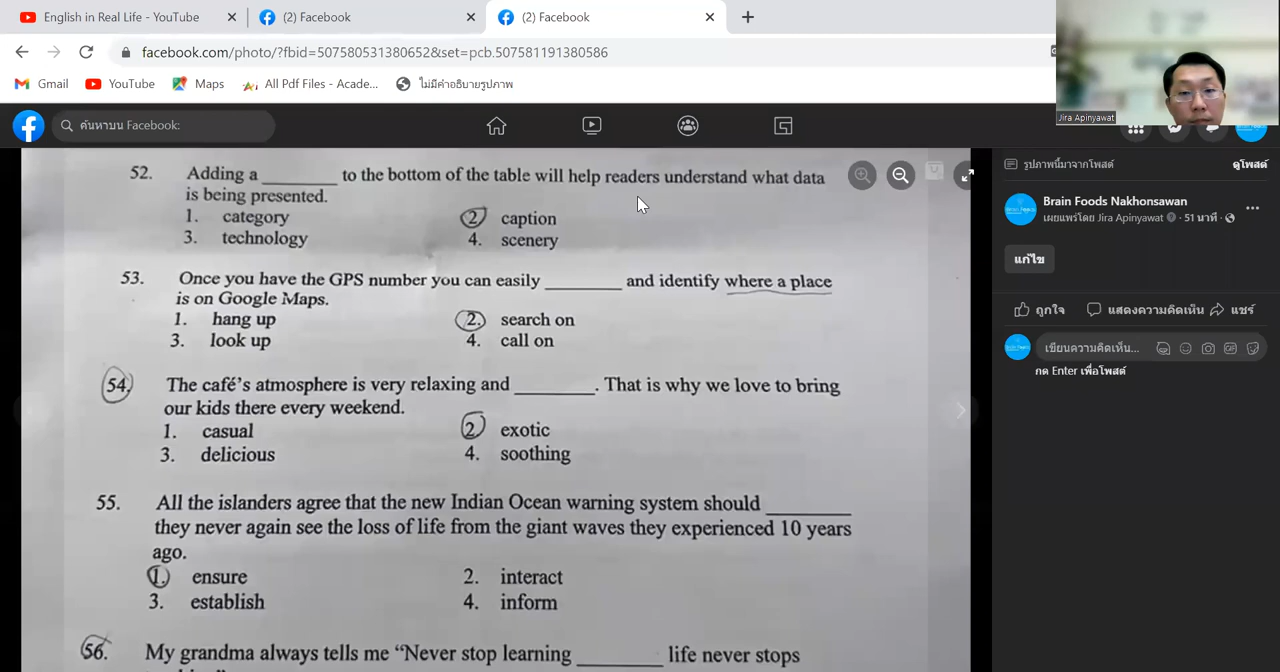 English in Real Life - YouTube
(2) Facebook
(2) Facebook
facebook.com/photo/?fbid=507580531380652&set=pcb.507581191380586
Gmail YouTube Maps All Pdf Files - Acade... ไม่มีคำอธิบายรูปภาพ
Jira Apinyawat
ค้นหาบน Facebook:
รูปภาพนี้มาจากโพสต์ ดูโพสต์
Brain Foods Nakhonsawan
เผยแพร่โดย Jira Apinyawat 51 นาที
แก้ไข
ถูกใจ แสดงความคิดเห็น แชร์
เขียนความคิดเห็น...
กด Enter เพื่อโพสต์
52. Adding a ________ to the bottom of the table will help readers understand what data
is being presented.
1. category 2. caption
3. technology 4. scenery
53. Once you have the GPS number you can easily ________ and identify where a place
is on Google Maps.
1. hang up 2. search on
3. look up 4. call on
54. The café's atmosphere is very relaxing and ________. That is why we love to bring
our kids there every weekend.
1. casual 2. exotic
3. delicious 4. soothing
55. All the islanders agree that the new Indian Ocean warning system should ________
they never again see the loss of life from the giant waves they experienced 10 years
ago.
1. ensure 2. interact
3. establish 4. inform
56. My grandma always tells me “Never stop learning ________ life never stops